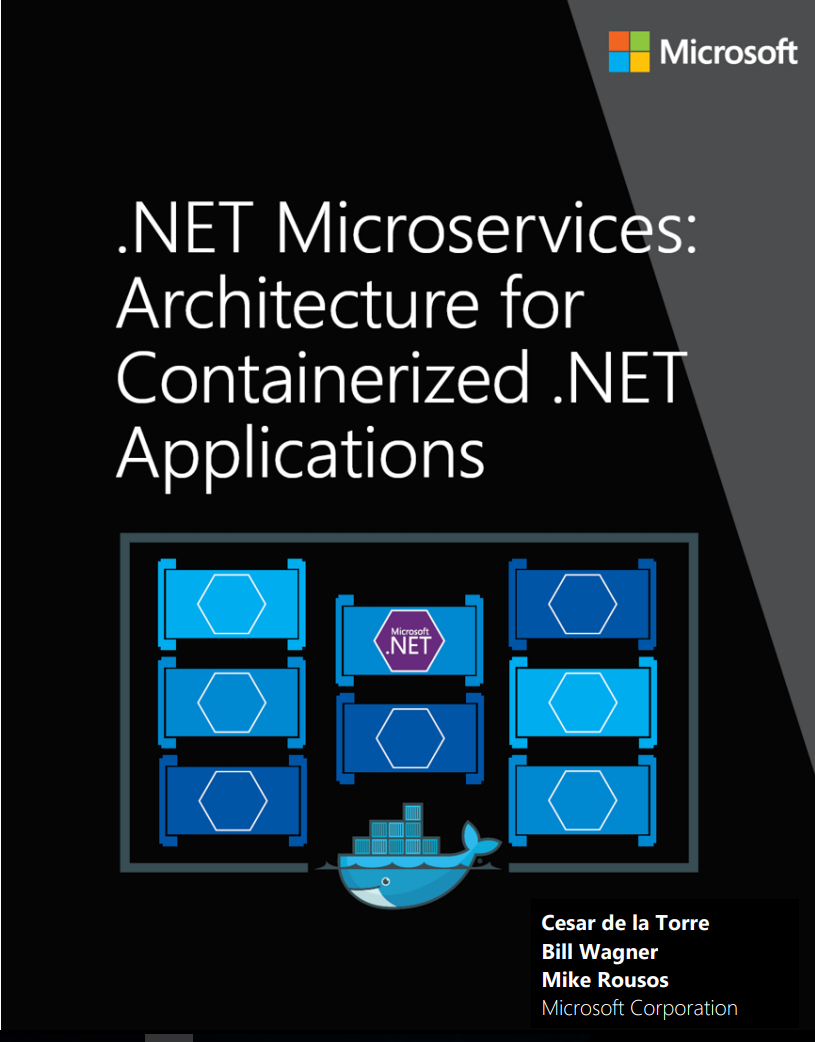 Microsoft
.NET Microservices:
Architecture for
Containerized .NET
Applications
Microsoft
.NET
Cesar de la Torre
Bill Wagner
Mike Rousos
Microsoft Corporation